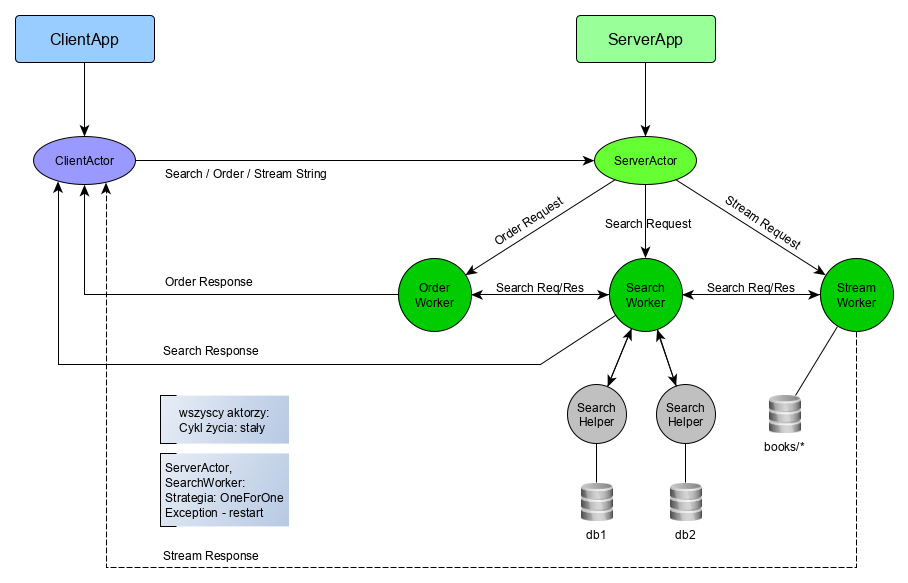 ClientApp
ServerApp
ClientActor
ServerActor
Search / Order / Stream String
Order Request
Search Request
Stream Request
Order Response
Order
Worker
Search Req/Res
Search
Worker
Search Req/Res
Stream
Worker
Search Response
wszyscy aktorzy:
Cykl życia: stały
Search
Helper
Search
Helper
books/*
ServerActor,
SearchWorker:
Strategia: OneForOne
Exception - restart
db1
db2
Stream Response